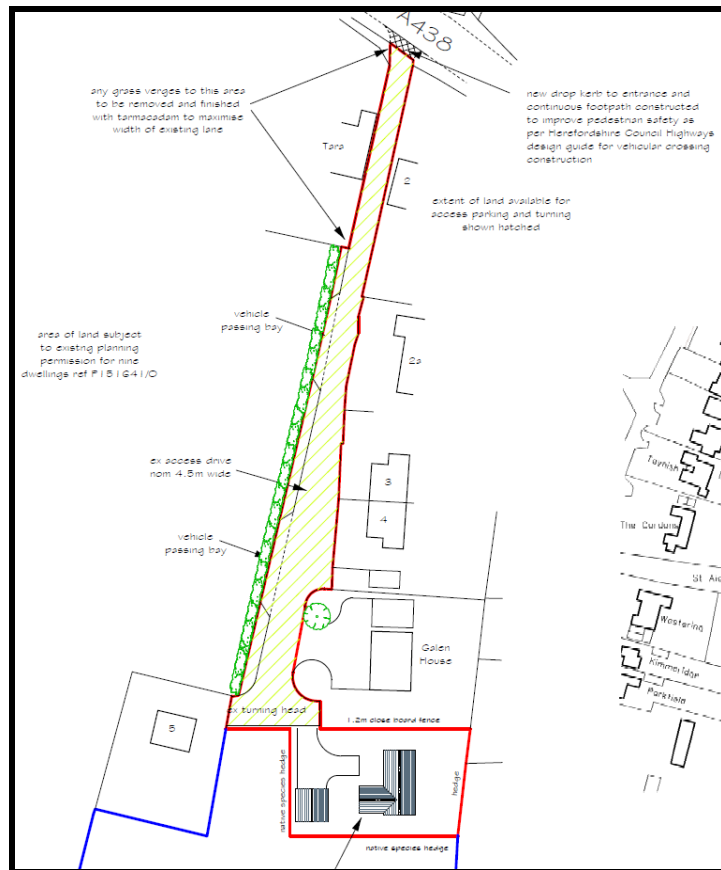 A438
any grass verges to this area
to be removed and finished
with tarmacadam to maximise
width of existing lane
new drop kerb to entrance and
continuous footpath constructed
to improve pedestrian safety as
per Herefordshire Council Highways
design guide for vehicular crossing
construction
Tara
2
extent of land available for
access parking and turning
shown hatched
vehicle
passing bay
area of land subject
to existing planning
permission for nine
dwellings ref P151641/O
2a
ex access drive
nom 4.5m wide
3
4
Taynish
The Cordum
vehicle
passing bay
St Aid
Westering
Galen
House
Kimmeridge
Parkfield
ex turning head
1.2m close board fence
5
native species hedge
hedge
native species hedge